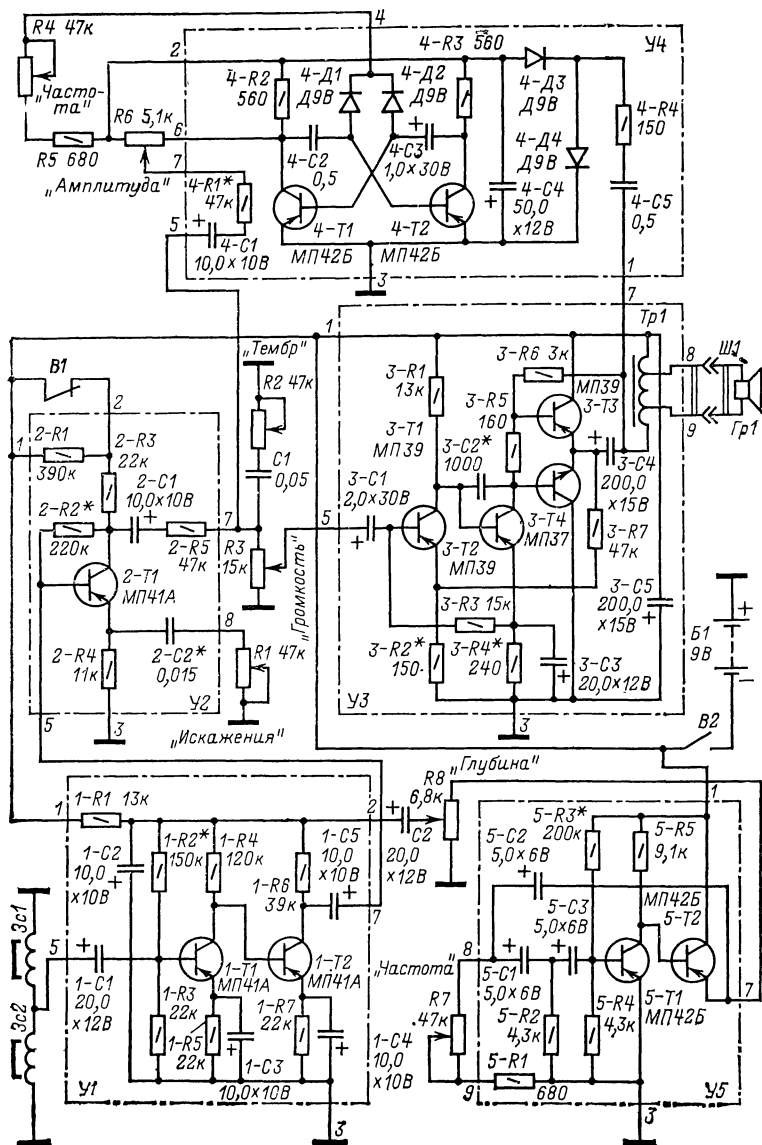 R4 47к
„Часто-
та"
R5 680
R6 5,1к
„Амплитуда"
2
6
7
5
4
У4
4-R3 560
4-R2
560
4-Д1
Д9В
4-Д2
Д9В
4-Д3
Д9В
4-Д4
Д9В
4-R4
150
4-C2
0,5
4-C3
1,0×30В
+
4-R1*
47к
+
4-C1
10,0×10В
4-T1
МП42Б
4-T2
МП42Б
+
4-C4
50,0
×12В
4-C5
0,5
3
1
7
В1
2
1
2-R1
390к
2-R3
22к
2-R2*
220к
2-C1
10,0×10В
+
2-R5
47к
7
2-T1
МП41А
8
2-C2*
0,015
2-R4
11к
5
3
У2
„Тембр"
R2 47к
C1
0,05
R3
15к
„Громкость"
R1 47к
„Искажения"
1
5
3-R1
13к
3-R6 3к
3-R5
160
МП39
3-T3
3-T1
МП39
3-C2*
1000
3-C1
2,0×30В
+
3-T2
МП39
3-T4
МП37
+
3-C4
200,0
×15В
3-R7
47к
3-R3 15к
3-R2*
150
3-R4*
240
+
3-C3
20,0×12В
3-C5
200,0
×15В
+
3
У3
Тр1
8
9
Ш1
Гр1
Б1
9В
+
−
В2
1
1-R1 13к
2
1-C2
10,0
×10В
+
1-R2*
150к
1-R4
120к
1-C5
10,0
×10В
+
1-R6
39к
7
5
+
1-C1
20,0
×12В
1-T1
МП41А
1-T2
МП41А
1-R3
22к
1-R5
22к
1-R7
22к
+
1-C3
10,0×10В
+
1-C4
10,0
×10В
3
У1
Зс1
Зс2
+
C2
20,0
×12В
„Глубина"
R8
6,8к
1
5-R3*
200к
5-R5
9,1к
5-C2
5,0×6В
+
5-C3
5,0×6В
+
МП42Б
5-T2
8
+
5-C1
5,0×6В
„Частота"
R7
47к
5-R2
4,3к
5-R4
4,3к
5-T1
МП42Б
7
9
5-R1
680
3
У5